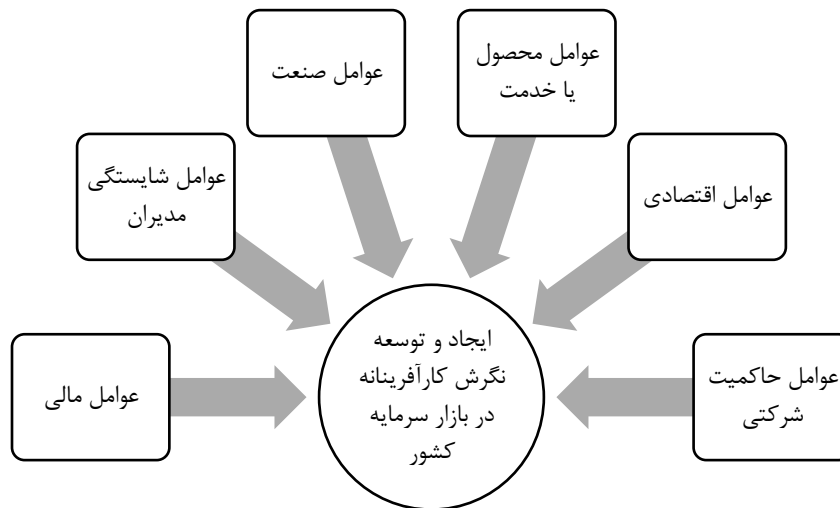 عوامل محصول
یا خدمت
عوامل صنعت
عوامل اقتصادی
عوامل شایستگی
مدیران
عوامل حاکمیت
شرکتی
ایجاد و توسعه
نگرش کارآفرینانه
در بازار سرمایه
کشور
عوامل مالی